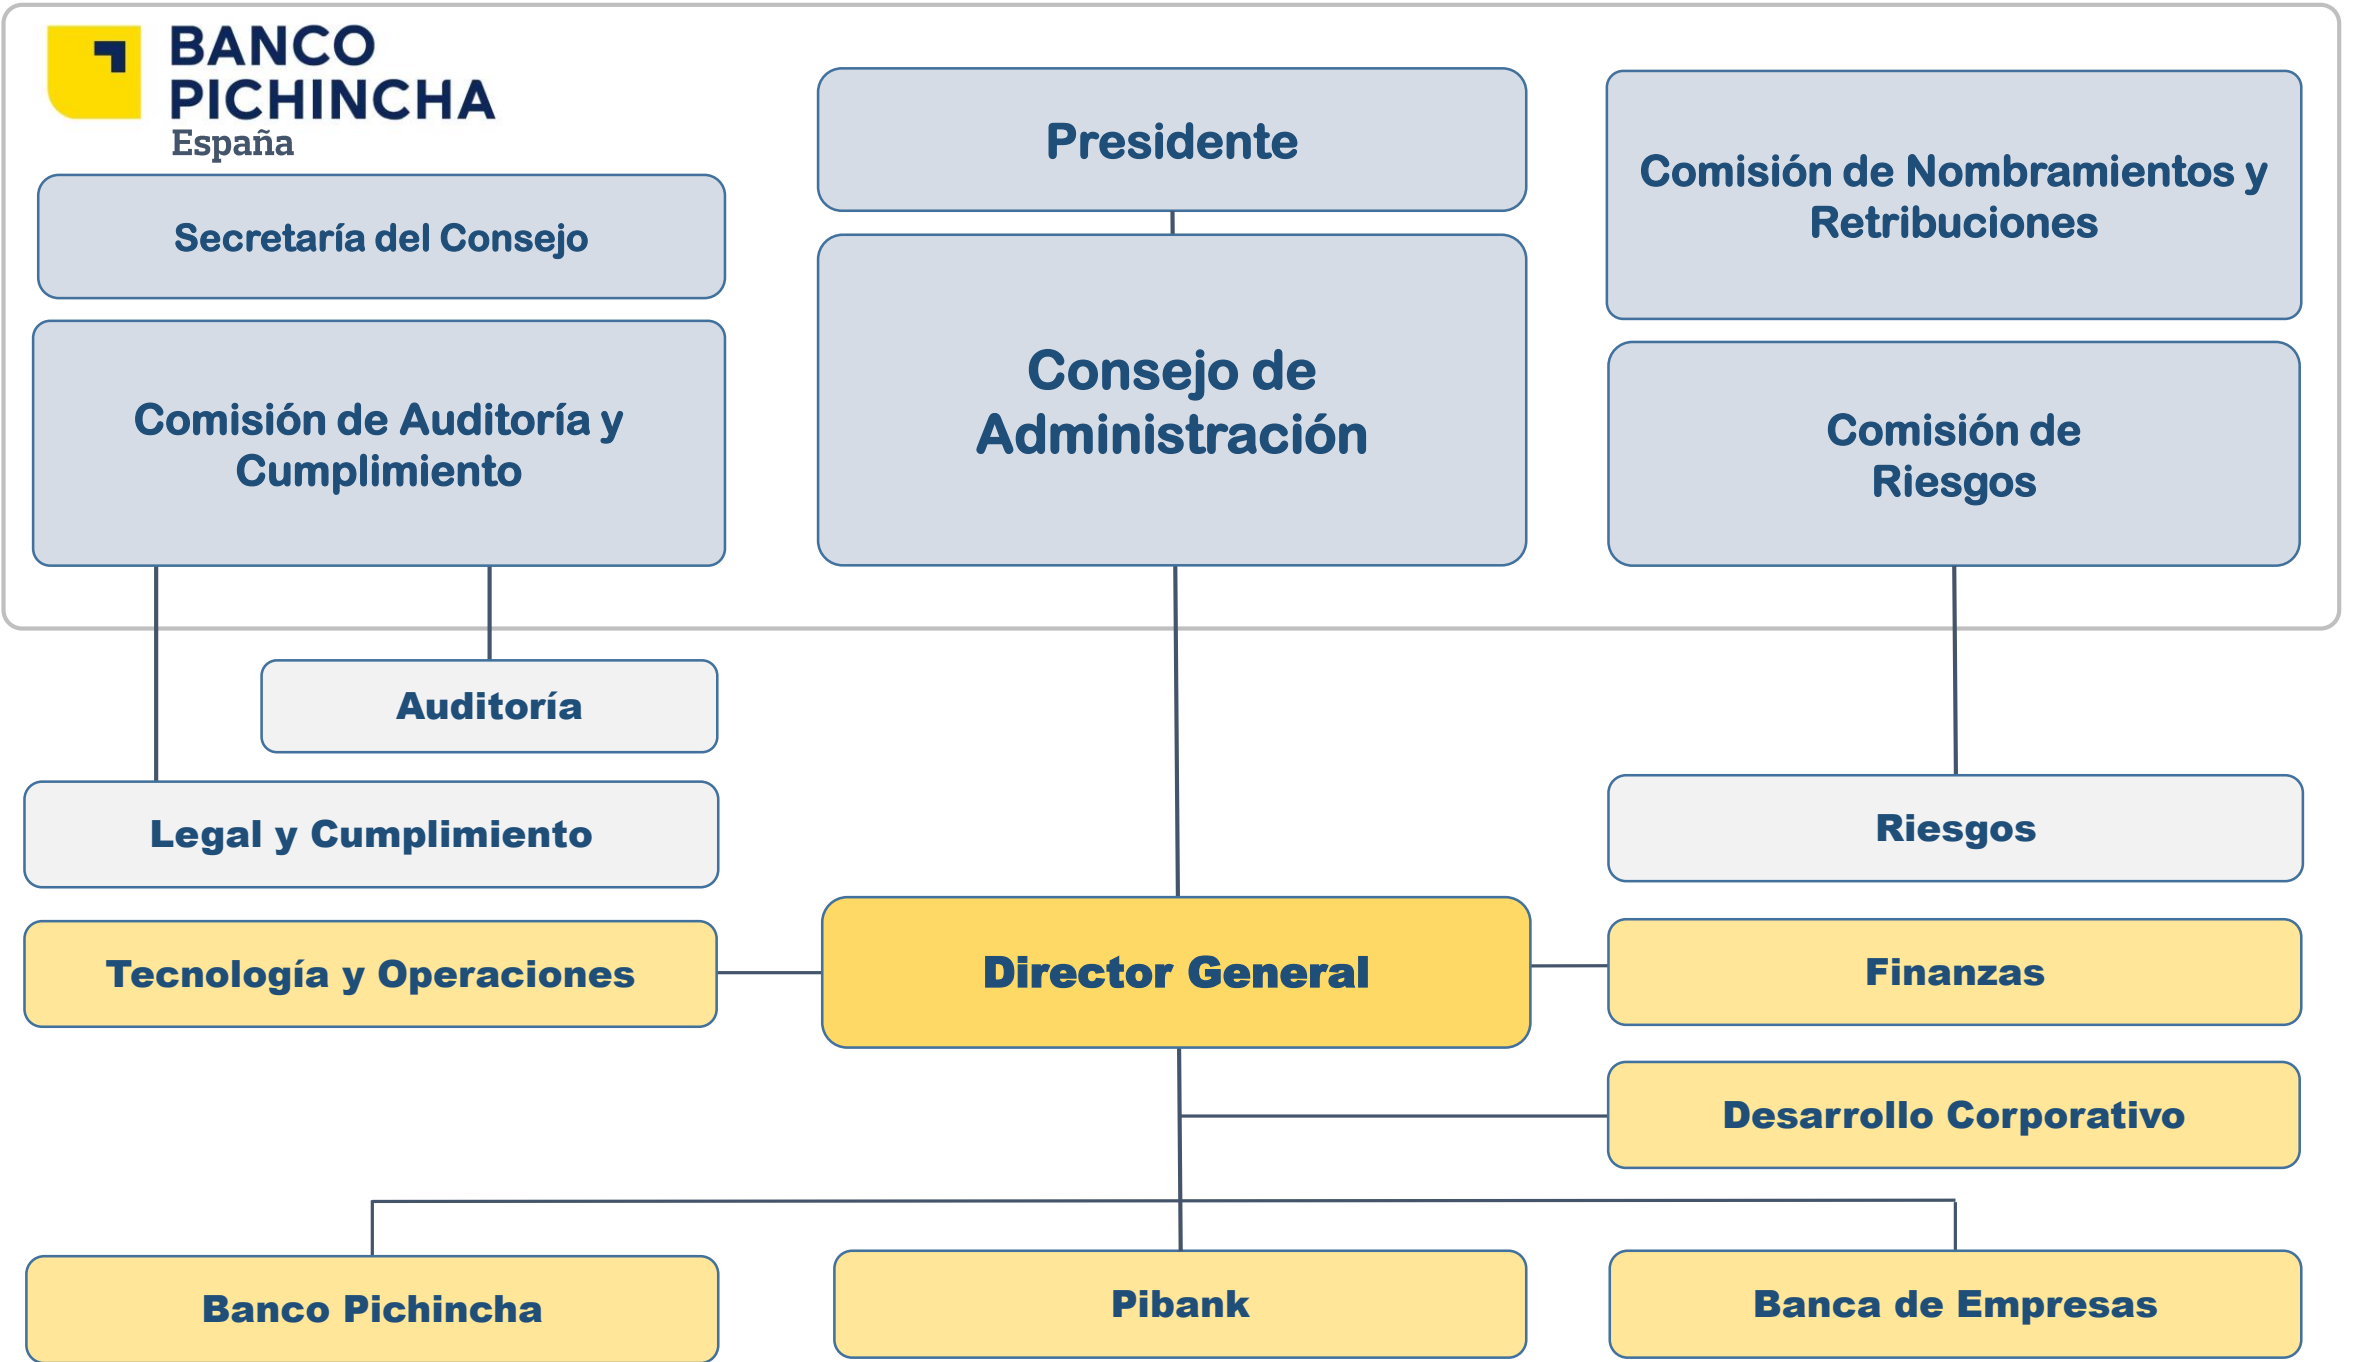 BANCO
PICHINCHA
España
Presidente
Comisión de Nombramientos y
Retribuciones
Secretaría del Consejo
Consejo de
Administración
Comisión de Auditoría y
Cumplimiento
Comisión de
Riesgos
Auditoría
Legal y Cumplimiento
Riesgos
Tecnología y Operaciones
Director General
Finanzas
Desarrollo Corporativo
Banco Pichincha
Pibank
Banca de Empresas